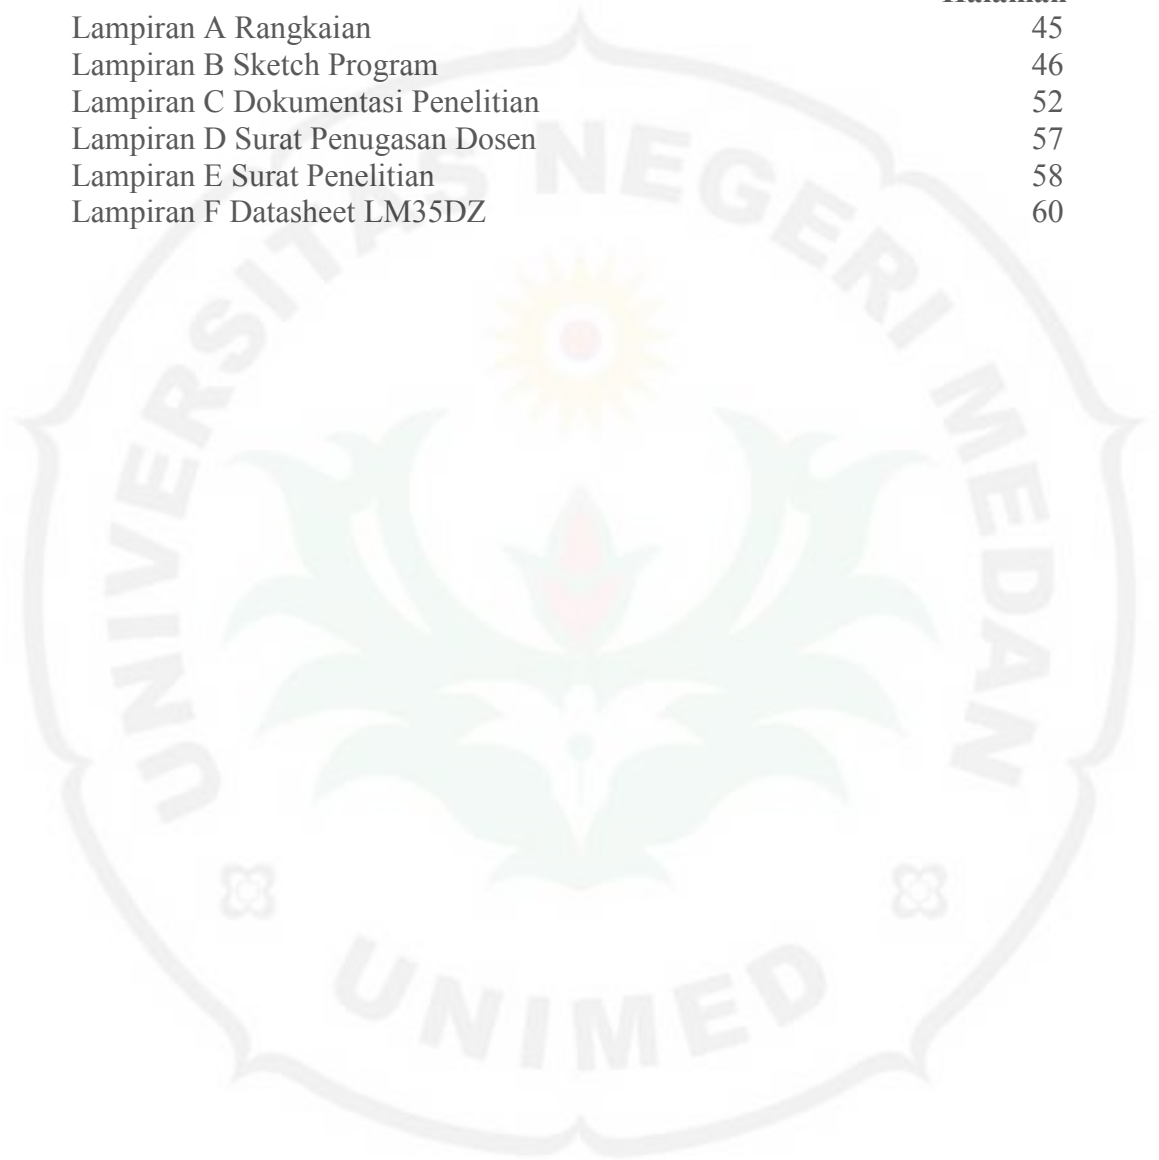 Halaman
Lampiran A Rangkaian 45
Lampiran B Sketch Program 46
Lampiran C Dokumentasi Penelitian 52
Lampiran D Surat Penugasan Dosen 57
Lampiran E Surat Penelitian 58
Lampiran F Datasheet LM35DZ 60
UNIVERSITAS NEGERI MEDAN
UNIMED